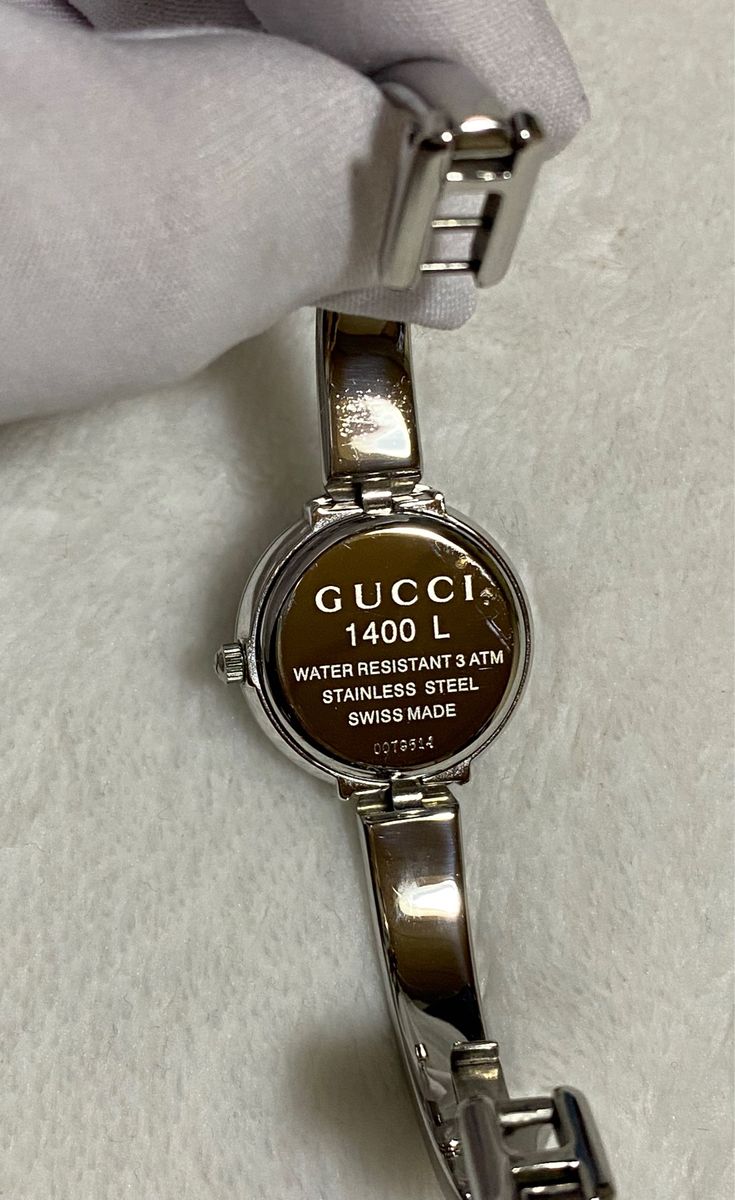 GUCCI
1400 L
WATER RESISTANT 3 ATM
STAINLESS STEEL
SWISS MADE